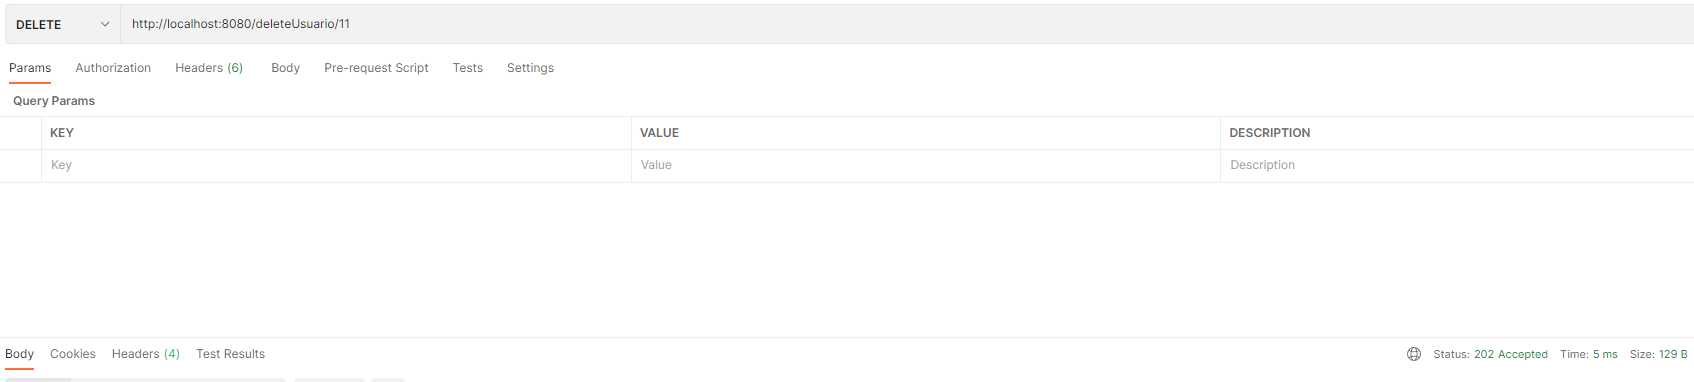 DELETE http://localhost:8080/deleteUsuario/11
Params Authorization Headers (6) Body Pre-request Script Tests Settings
Query Params
KEY VALUE DESCRIPTION
Key Value Description
Body Cookies Headers (4) Test Results Status: 202 Accepted Time: 5 ms Size: 129 B